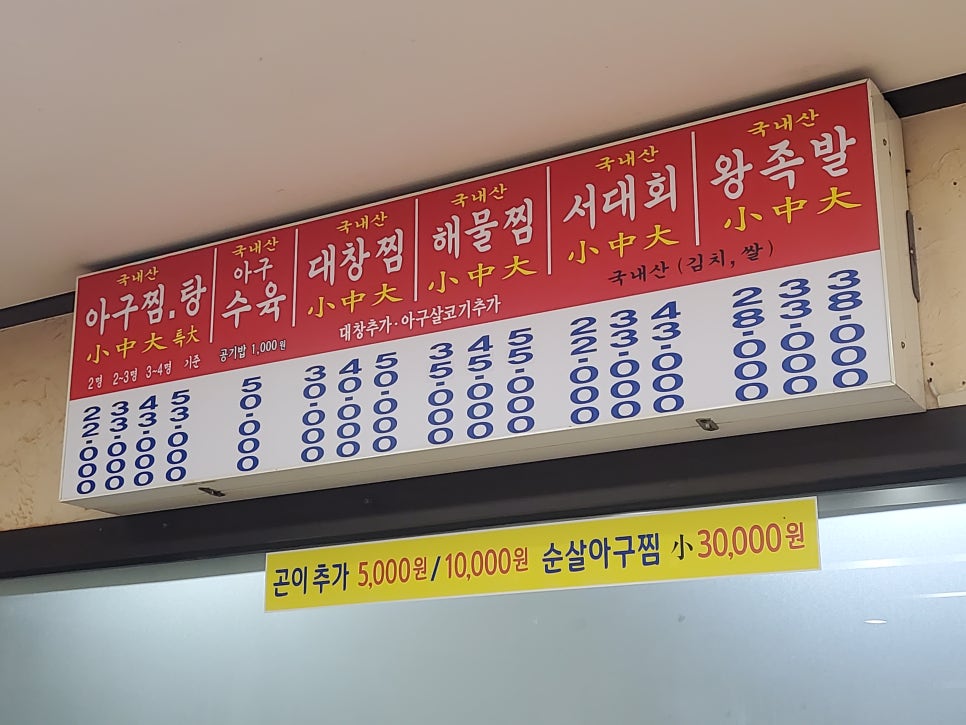 국내산
아구찜.탕
小 中 大 特大
2명 2~3명 3~4명 기준
22-000 33-000 43-000 53-000
국내산
아구
수육
공기밥 1,000원
50-000
국내산
대창찜
小 中 大
30-000 40-000 50-000
국내산
해물찜
小 中 大
대창추가·아구살코기추가
35-000 45-000 55-000
국내산
서대회
小 中 大
22-000 33-000 43-000
국내산
왕족발
小 中 大
국내산 (김치, 쌀)
28-000 33-000 38-000
곤이추가 5,000원/10,000원 순살아구찜 小 30,000원